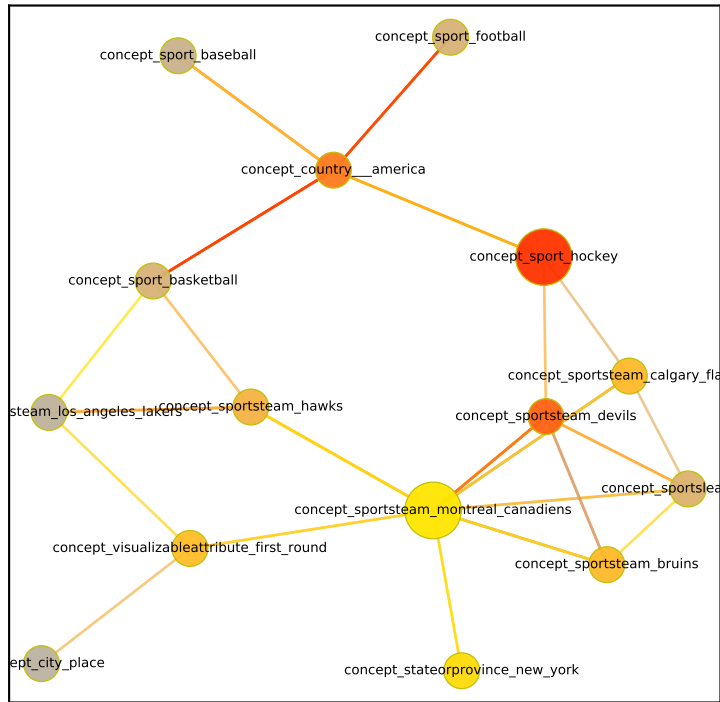 concept_sport_football
concept_sport_baseball
concept_country___america
concept_sport_hockey
concept_sport_basketball
concept_sportsteam_calgary_fla
steam_los_angeles_lakers
concept_sportsteam_hawks
concept_sportsteam_devils
concept_sportslea
concept_sportsteam_montreal_canadiens
concept_visualizableattribute_first_round
concept_sportsteam_bruins
ept_city_place
concept_stateorprovince_new_york